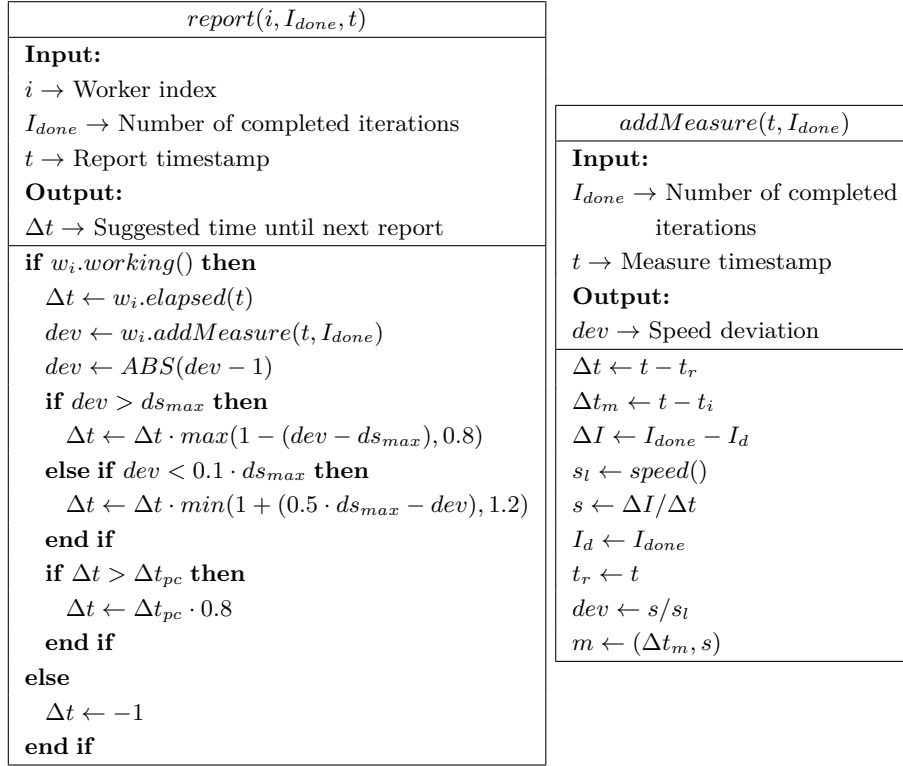 report(i, I_done, t)
Input:
i → Worker index
I_done → Number of completed iterations
t → Report timestamp
Output:
Δt → Suggested time until next report
if w_i.working() then
Δt ← w_i.elapsed(t)
dev ← w_i.addMeasure(t, I_done)
dev ← ABS(dev − 1)
if dev > ds_max then
Δt ← Δt · max(1 − (dev − ds_max), 0.8)
else if dev < 0.1 · ds_max then
Δt ← Δt · min(1 + (0.5 · ds_max − dev), 1.2)
end if
if Δt > Δt_pc then
Δt ← Δt_pc · 0.8
end if
else
Δt ← −1
end if
addMeasure(t, I_done)
Input:
I_done → Number of completed
iterations
t → Measure timestamp
Output:
dev → Speed deviation
Δt ← t − t_r
Δt_m ← t − t_i
ΔI ← I_done − I_d
s_l ← speed()
s ← ΔI/Δt
I_d ← I_done
t_r ← t
dev ← s/s_l
m ← (Δt_m, s)